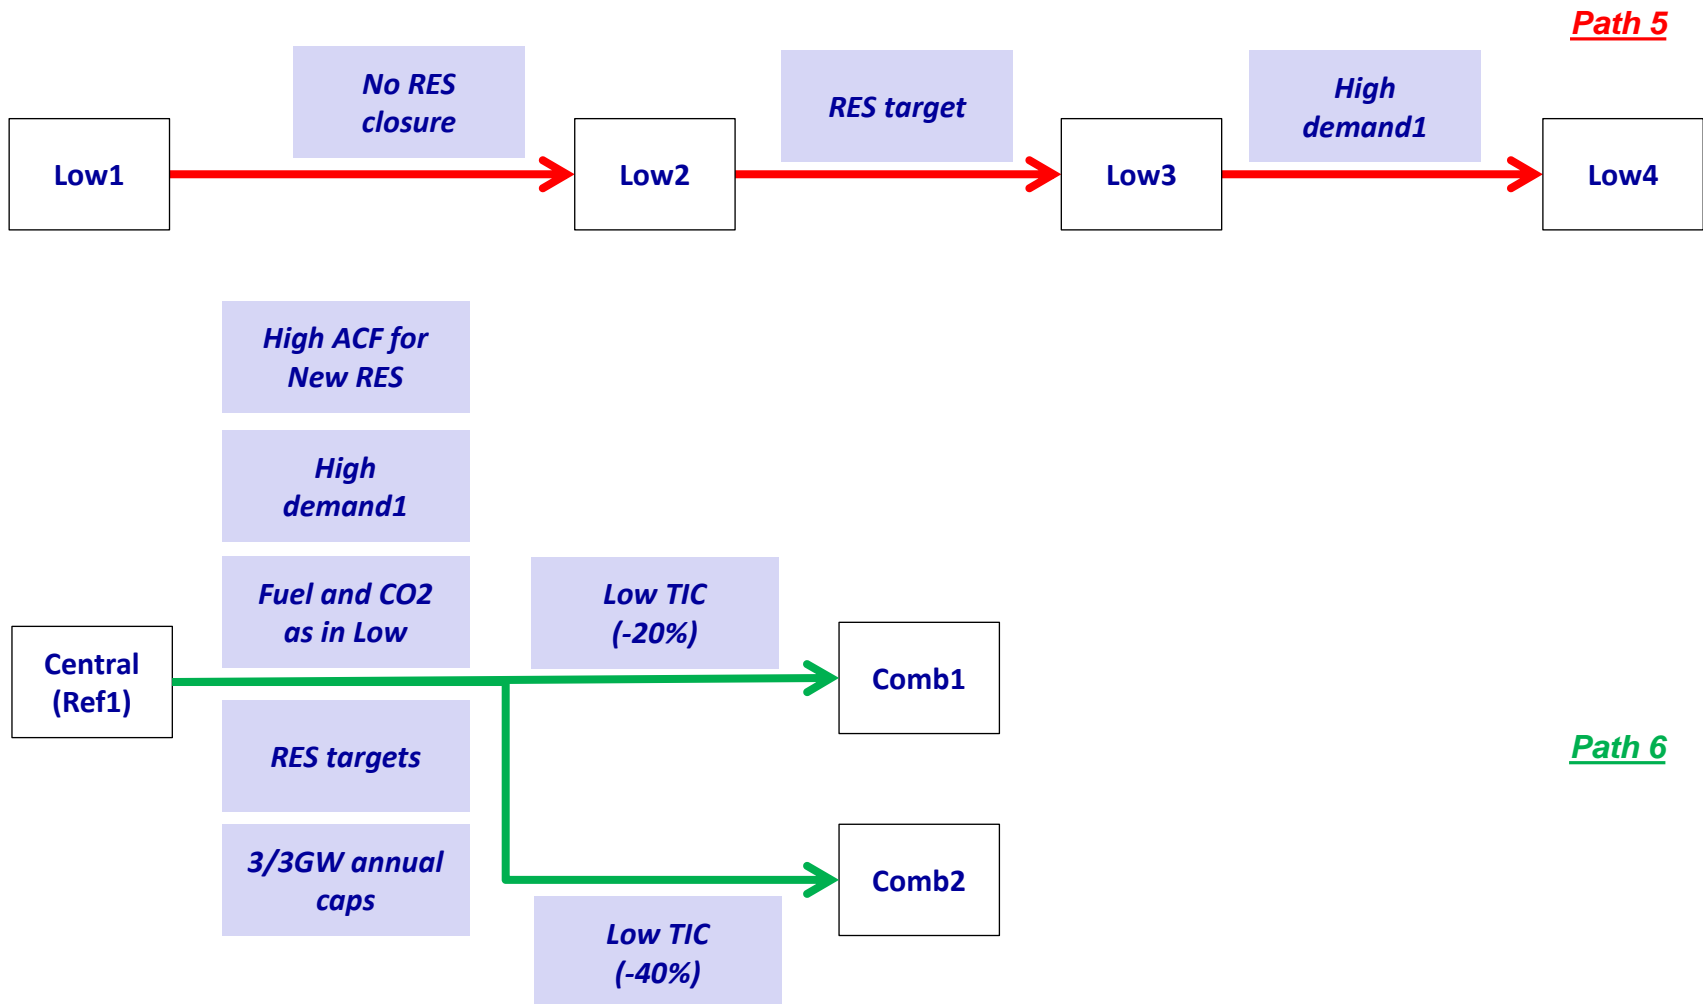 Path 5
No RES
closure
RES target
High
demand1
Low1
Low2
Low3
Low4
High ACF for
New RES
High
demand1
Fuel and CO2
as in Low
Low TIC
(-20%)
Central
(Ref1)
Comb1
RES targets
Path 6
3/3GW annual
caps
Comb2
Low TIC
(-40%)